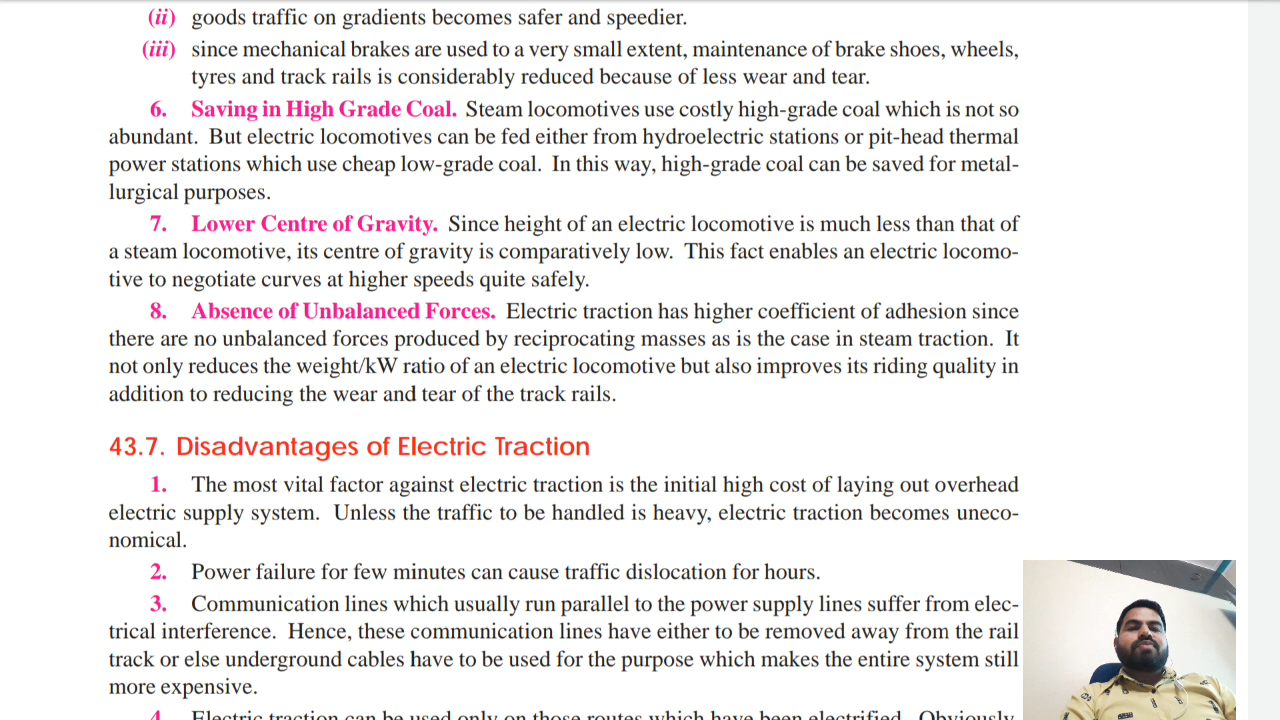 (ii) goods traffic on gradients becomes safer and speedier.
(iii) since mechanical brakes are used to a very small extent, maintenance of brake shoes, wheels,
tyres and track rails is considerably reduced because of less wear and tear.
6. Saving in High Grade Coal. Steam locomotives use costly high-grade coal which is not so
abundant. But electric locomotives can be fed either from hydroelectric stations or pit-head thermal
power stations which use cheap low-grade coal. In this way, high-grade coal can be saved for metal-
lurgical purposes.
7. Lower Centre of Gravity. Since height of an electric locomotive is much less than that of
a steam locomotive, its centre of gravity is comparatively low. This fact enables an electric locomo-
tive to negotiate curves at higher speeds quite safely.
8. Absence of Unbalanced Forces. Electric traction has higher coefficient of adhesion since
there are no unbalanced forces produced by reciprocating masses as is the case in steam traction. It
not only reduces the weight/kW ratio of an electric locomotive but also improves its riding quality in
addition to reducing the wear and tear of the track rails.
43.7. Disadvantages of Electric Traction
1. The most vital factor against electric traction is the initial high cost of laying out overhead
electric supply system. Unless the traffic to be handled is heavy, electric traction becomes uneco-
nomical.
2. Power failure for few minutes can cause traffic dislocation for hours.
3. Communication lines which usually run parallel to the power supply lines suffer from elec-
trical interference. Hence, these communication lines have either to be removed away from the rail
track or else underground cables have to be used for the purpose which makes the entire system still
more expensive.
4. Electric traction can be used only on those routes which have been electrified. Obviously,